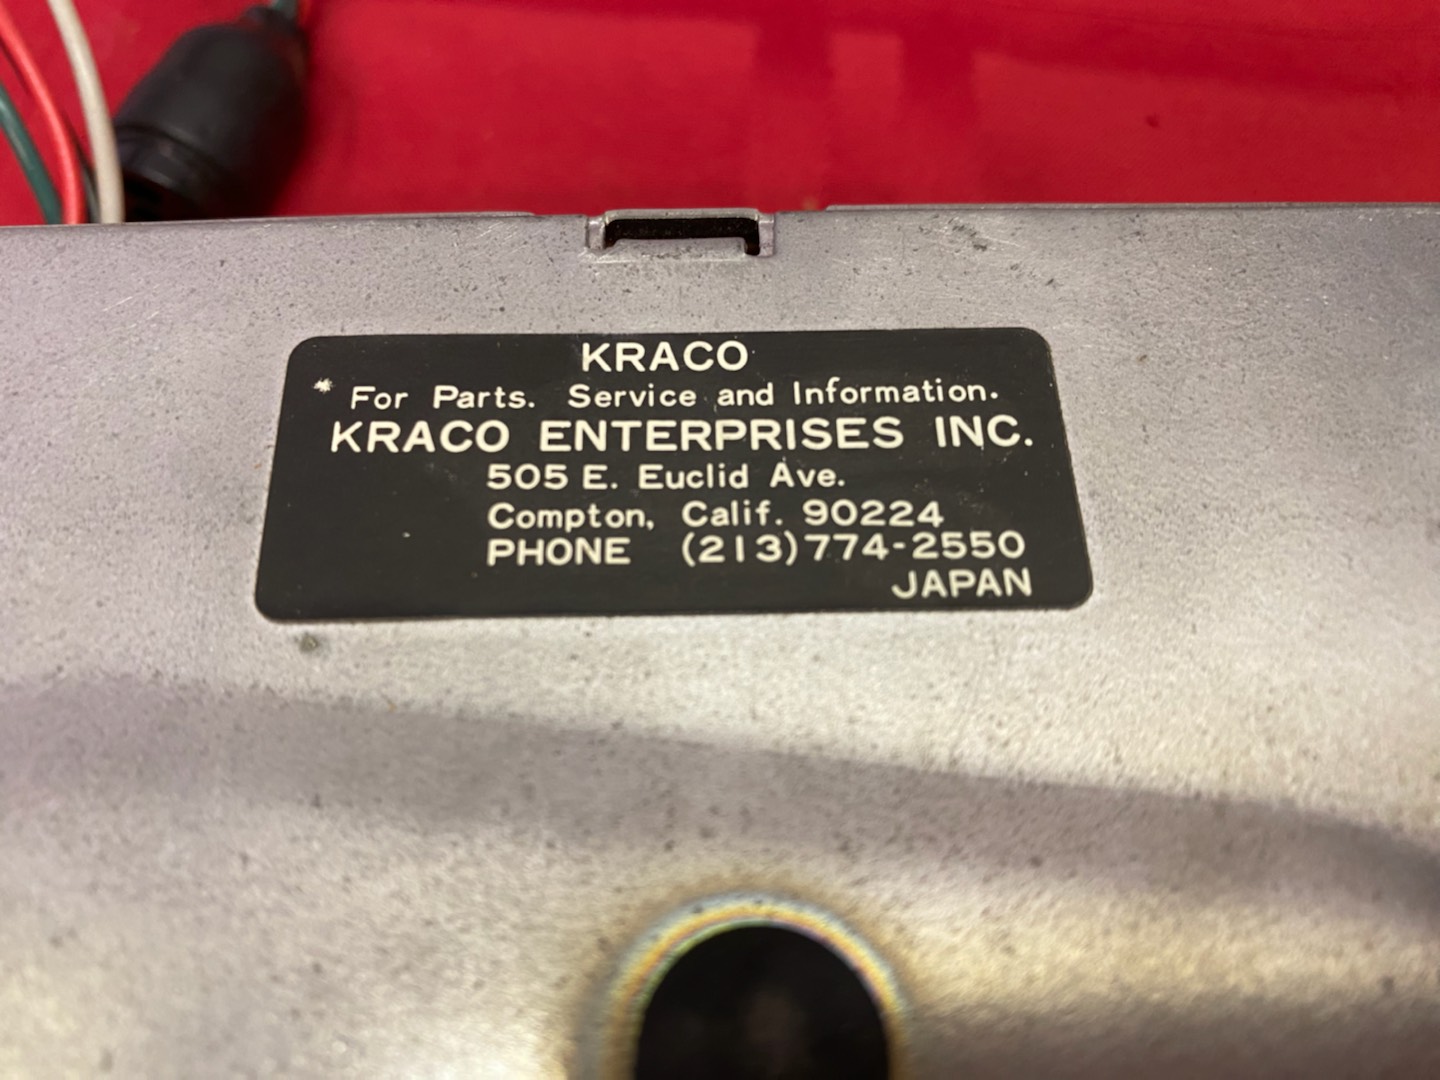 KRACO
For Parts. Service and Information.
KRACO ENTERPRISES INC.
505 E. Euclid Ave.
Compton, Calif. 90224
PHONE (213)774-2550
JAPAN